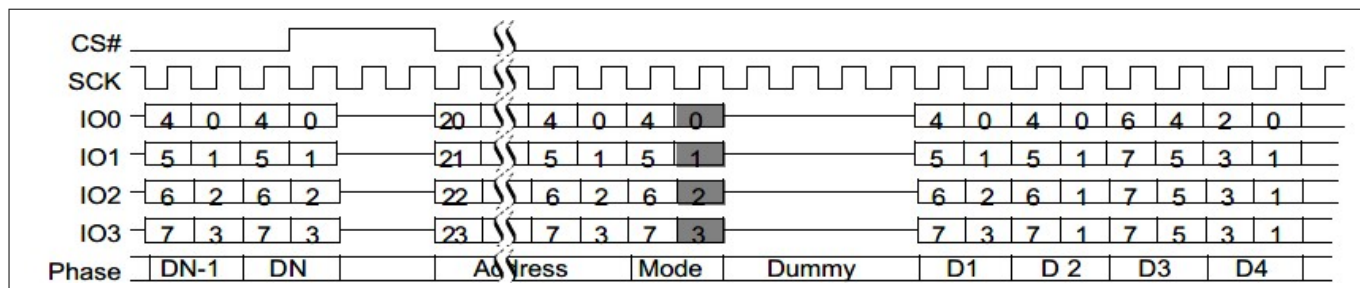 CS#
SCK
IO0 4 0 4 0 20 4 0 4 0 4 0 4 0 6 4 2 0
IO1 5 1 5 1 21 5 1 5 1 5 1 5 1 7 5 3 1
IO2 6 2 6 2 22 6 2 6 2 6 2 6 1 7 5 3 1
IO3 7 3 7 3 23 7 3 7 3 7 3 7 1 7 5 3 1
Phase DN-1 DN Address Mode Dummy D1 D 2 D3 D4